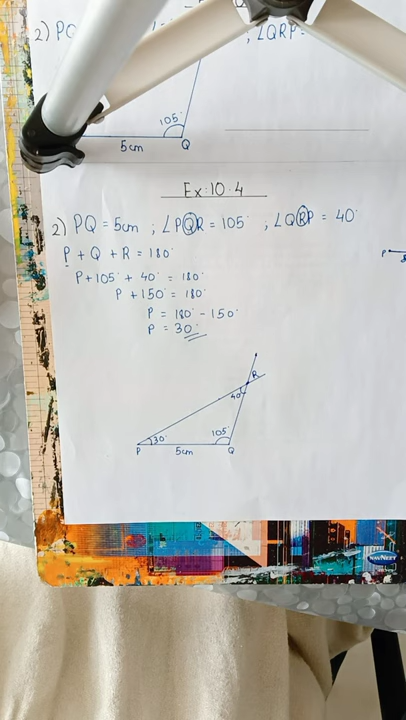 2) PQ
; ∠QRP=
105°
5cm
Q
Ex:10.4
2) PQ = 5cm ; ∠PQR = 105° ; ∠QRP = 40°
P + Q + R = 180°
P + 105° + 40° = 180°
P + 150° = 180°
P = 180° - 150°
P = 30°
P
R
40°
30°
105°
P
5cm
Q
NAVNEET